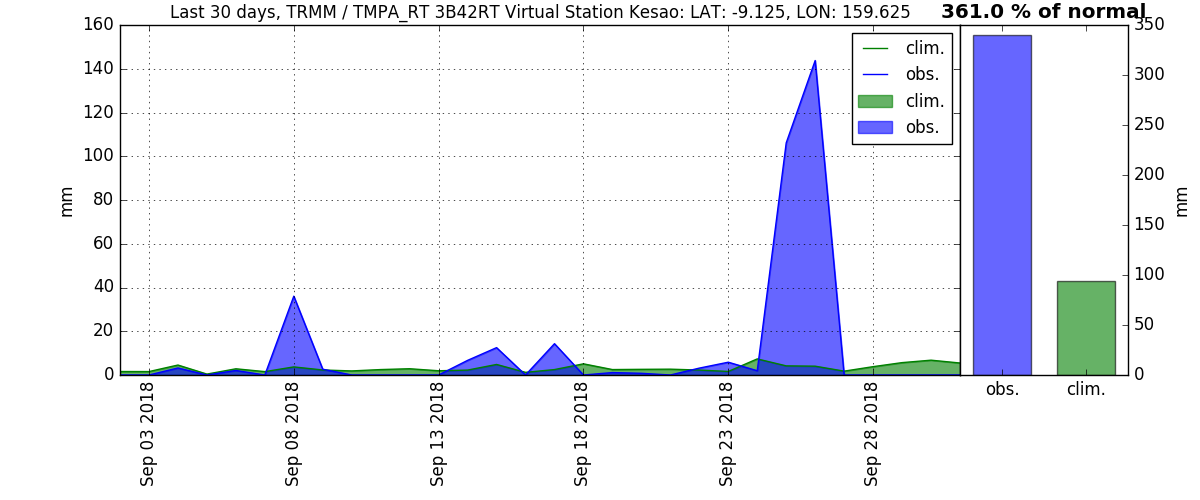 Last 30 days, TRMM / TMPA_RT 3B42RT Virtual Station Kesao: LAT: -9.125, LON: 159.625
361.0 % of normal
160
140
120
100
80
60
40
20
0
mm
clim.
obs.
clim.
obs.
350
300
250
200
150
100
50
0
mm
Sep 03 2018
Sep 08 2018
Sep 13 2018
Sep 18 2018
Sep 23 2018
Sep 28 2018
obs.
clim.